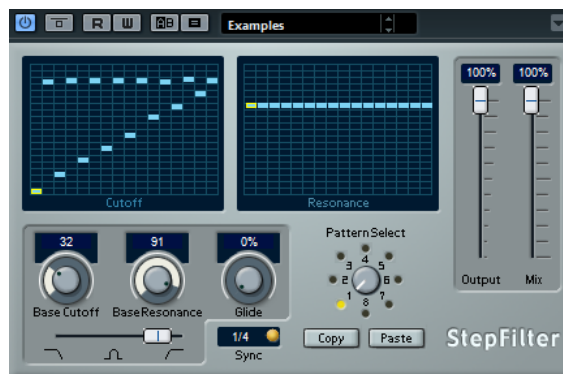 R W AB = Examples
100% 100%
Cutoff Resonance
Output Mix
32 91 0%
Base Cutoff Base Resonance Glide
Pattern Select
1 2 3 4 5 6 7 8
1/4
Sync
Copy Paste
StepFilter